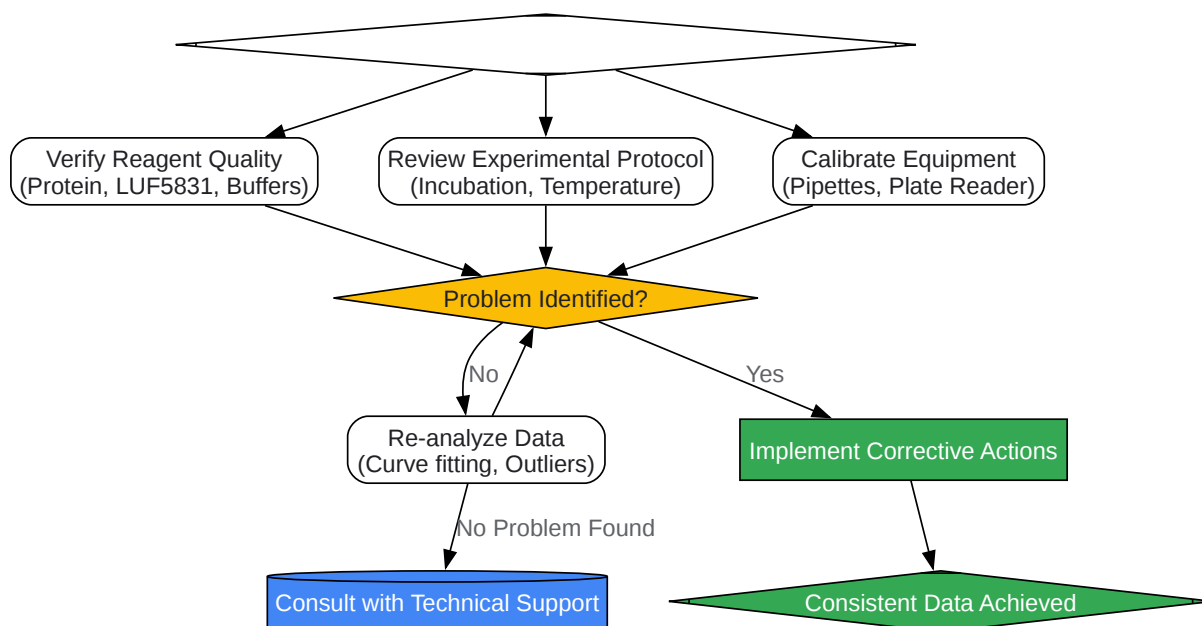 Verify Reagent Quality
(Protein, LUF5831, Buffers)
Review Experimental Protocol
(Incubation, Temperature)
Calibrate Equipment
(Pipettes, Plate Reader)
Problem Identified?
No
Yes
Re-analyze Data
(Curve fitting, Outliers)
Implement Corrective Actions
No Problem Found
Consult with Technical Support
Consistent Data Achieved